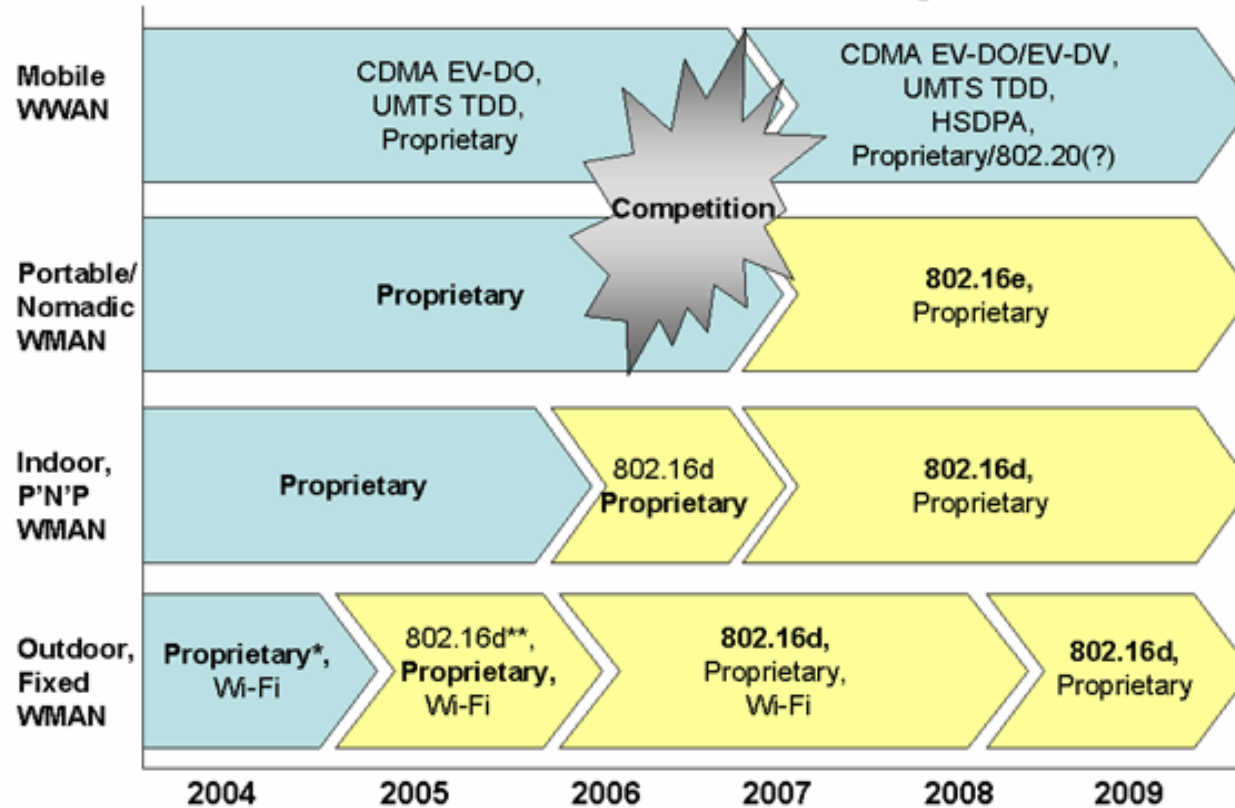 Mobile
WWAN
CDMA EV-DO,
UMTS TDD,
Proprietary
CDMA EV-DO/EV-DV,
UMTS TDD,
HSDPA,
Proprietary/802.20(?)
Competition
Portable/
Nomadic
WMAN
Proprietary
802.16e,
Proprietary
Indoor,
P'N'P
WMAN
Proprietary
802.16d
Proprietary
802.16d,
Proprietary
Outdoor,
Fixed
WMAN
Proprietary*,
Wi-Fi
802.16d**,
Proprietary,
Wi-Fi
802.16d,
Proprietary,
Wi-Fi
802.16d,
Proprietary
2004 2005 2006 2007 2008 2009